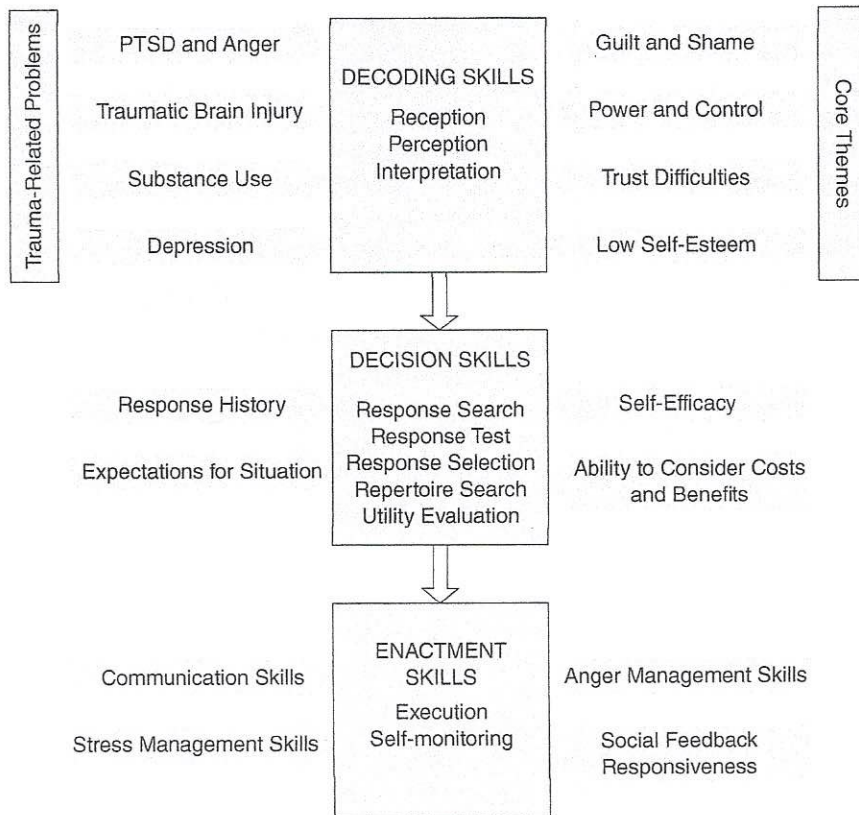 Trauma-Related Problems
PTSD and Anger
Traumatic Brain Injury
Substance Use
Depression
DECODING SKILLS
Reception
Perception
Interpretation
Guilt and Shame
Power and Control
Trust Difficulties
Low Self-Esteem
Core Themes
Response History
Expectations for Situation
DECISION SKILLS
Response Search
Response Test
Response Selection
Repertoire Search
Utility Evaluation
Self-Efficacy
Ability to Consider Costs
and Benefits
Communication Skills
Stress Management Skills
ENACTMENT
SKILLS
Execution
Self-monitoring
Anger Management Skills
Social Feedback
Responsiveness